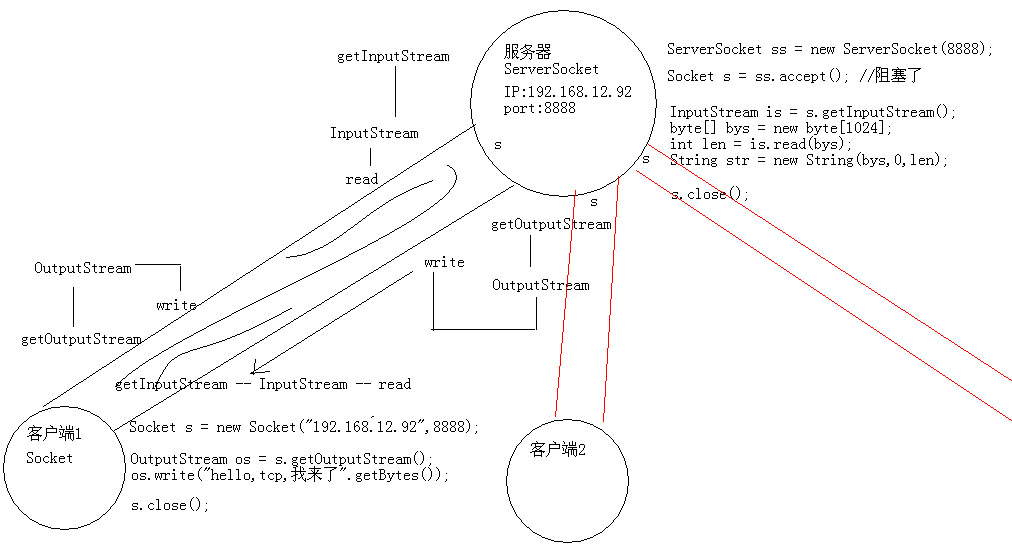 服务器
ServerSocket
IP:192.168.12.92
port:8888
s
s
s
ServerSocket ss = new ServerSocket(8888);
Socket s = ss.accept(); //阻塞了
InputStream is = s.getInputStream();
byte[] bys = new byte[1024];
int len = is.read(bys);
String str = new String(bys,0,len);
s.close();
getInputStream
InputStream
read
getOutputStream
write
OutputStream
OutputStream
write
getOutputStream
getInputStream -- InputStream -- read
客户端1
Socket
Socket s = new Socket("192.168.12.92",8888);
OutputStream os = s.getOutputStream();
os.write("hello,tcp,我来了".getBytes());
s.close();
客户端2